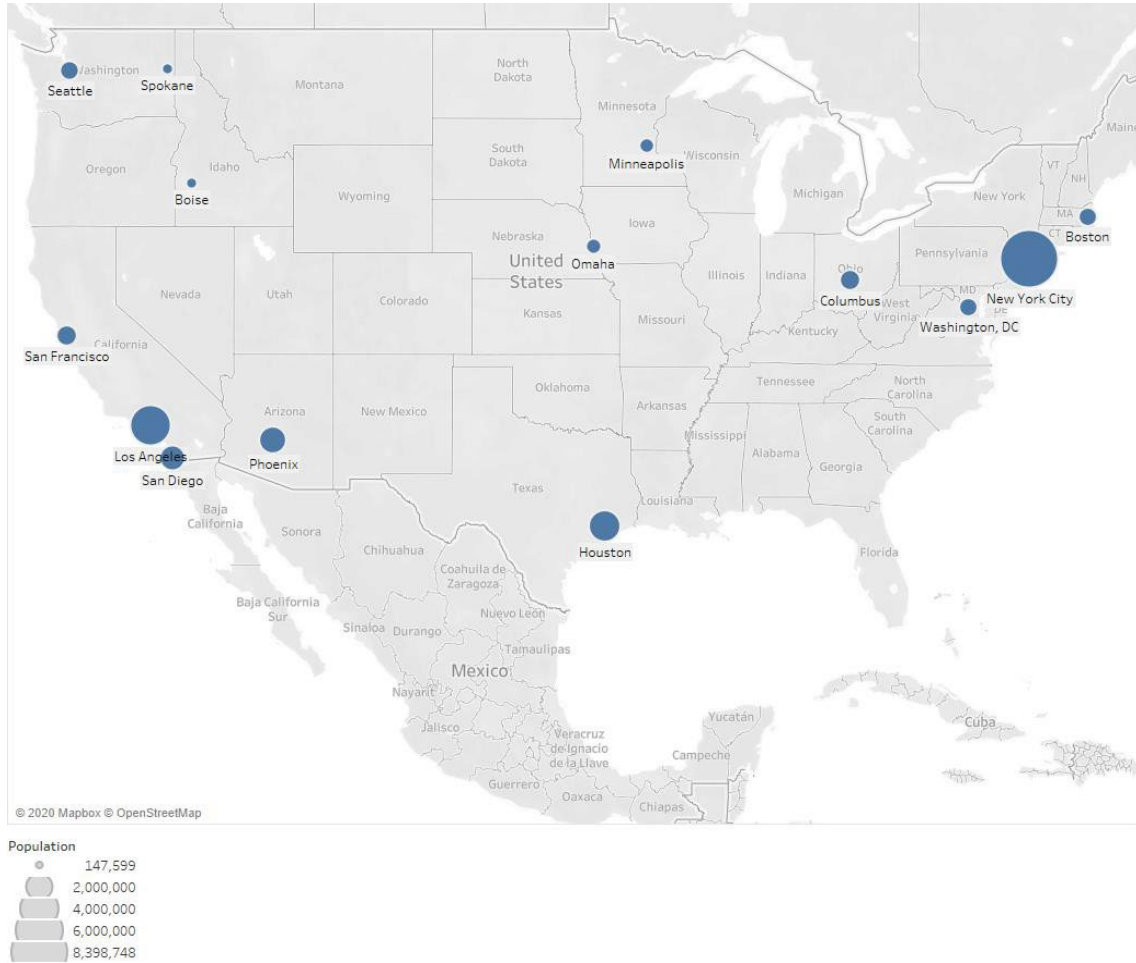 Washington
Seattle
Spokane
Montana
North
Dakota
Minnesota
Maine
Oregon
Idaho
Boise
South
Dakota
Minneapolis
Wisconsin
Michigan
VT
NH
New York
MA
CT
Boston
Wyoming
Iowa
Nebraska
Omaha
United
States
Illinois
Indiana
Ohio
Columbus
Pennsylvania
New York City
MD
DE
Washington, DC
West
Virginia
Nevada
Utah
Colorado
Kansas
Missouri
Kentucky
San Francisco
California
Los Angeles
San Diego
Arizona
Phoenix
New Mexico
Oklahoma
Arkansas
Tennessee
North
Carolina
South
Carolina
Mississippi
Alabama
Georgia
Texas
Louisiana
Houston
Florida
Baja
California
Sonora
Chihuahua
Coahuila de
Zaragoza
Baja California
Sur
Sinaloa
Durango
Nuevo León
Tamaulipas
Mexico
Nayarit
Jalisco
Veracruz
de Ignacio
de la Llave
Yucatán
Campeche
Cuba
Guerrero
Oaxaca
Chiapas
© 2020 Mapbox © OpenStreetMap
Population
147,599
2,000,000
4,000,000
6,000,000
8,398,748